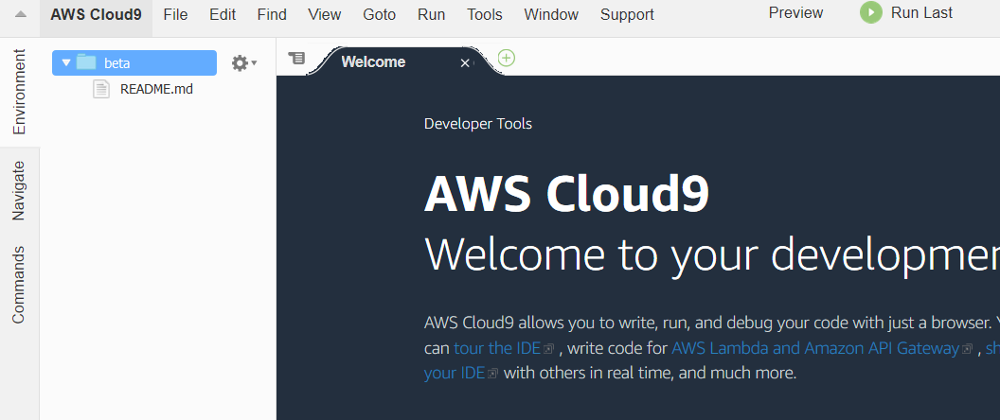 AWS Cloud9 File Edit Find View Goto Run Tools Window Support Preview Run Last
Environment
Navigate
Commands
beta
README.md
Welcome
Developer Tools
AWS Cloud9
Welcome to your developmen
AWS Cloud9 allows you to write, run, and debug your code with just a browser.
can tour the IDE , write code for AWS Lambda and Amazon API Gateway , sh
your IDE with others in real time, and much more.